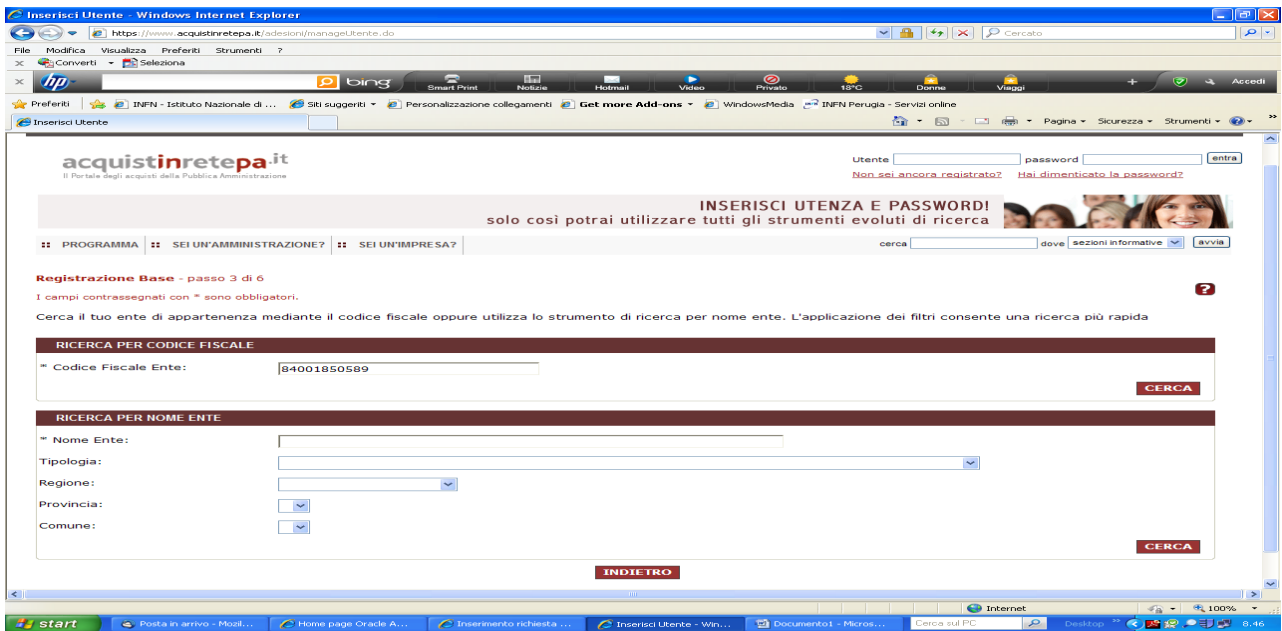 Inserisci Utente - Windows Internet Explorer
https://www.acquistinretepa.it/adesioni/manageUtente.do
Cercato
File Modifica Visualizza Preferiti Strumenti ?
Converti Seleziona
hp bing Smart Print Notizie Hotmail Video Privato 18°C Donne Viaggi Accedi
Preferiti INFN - Istituto Nazionale di ... Siti suggeriti Personalizzazione collegamenti Get more Add-ons WindowsMedia INFN Perugia - Servizi online
Inserisci Utente Pagina Sicurezza Strumenti
acquistinretepa.it
Il Portale degli acquisti della Pubblica Amministrazione
Utente password entra
Non sei ancora registrato? Hai dimenticato la password?
INSERISCI UTENZA E PASSWORD!
solo così potrai utilizzare tutti gli strumenti evoluti di ricerca
PROGRAMMA SEI UN'AMMINISTRAZIONE? SEI UN'IMPRESA? cerca dove sezioni informative avvia
Registrazione Base - passo 3 di 6
I campi contrassegnati con * sono obbligatori.
Cerca il tuo ente di appartenenza mediante il codice fiscale oppure utilizza lo strumento di ricerca per nome ente. L'applicazione dei filtri consente una ricerca più rapida
RICERCA PER CODICE FISCALE
* Codice Fiscale Ente: 84001850589
CERCA
RICERCA PER NOME ENTE
* Nome Ente:
Tipologia:
Regione:
Provincia:
Comune:
CERCA
INDIETRO
Internet 100%
start Posta in arrivo - Mozil... Home page Oracle A... Inserimento richiesta ... Inserisci Utente - Win... Documento1 - Micros... Cerca sul PC Desktop 8.46